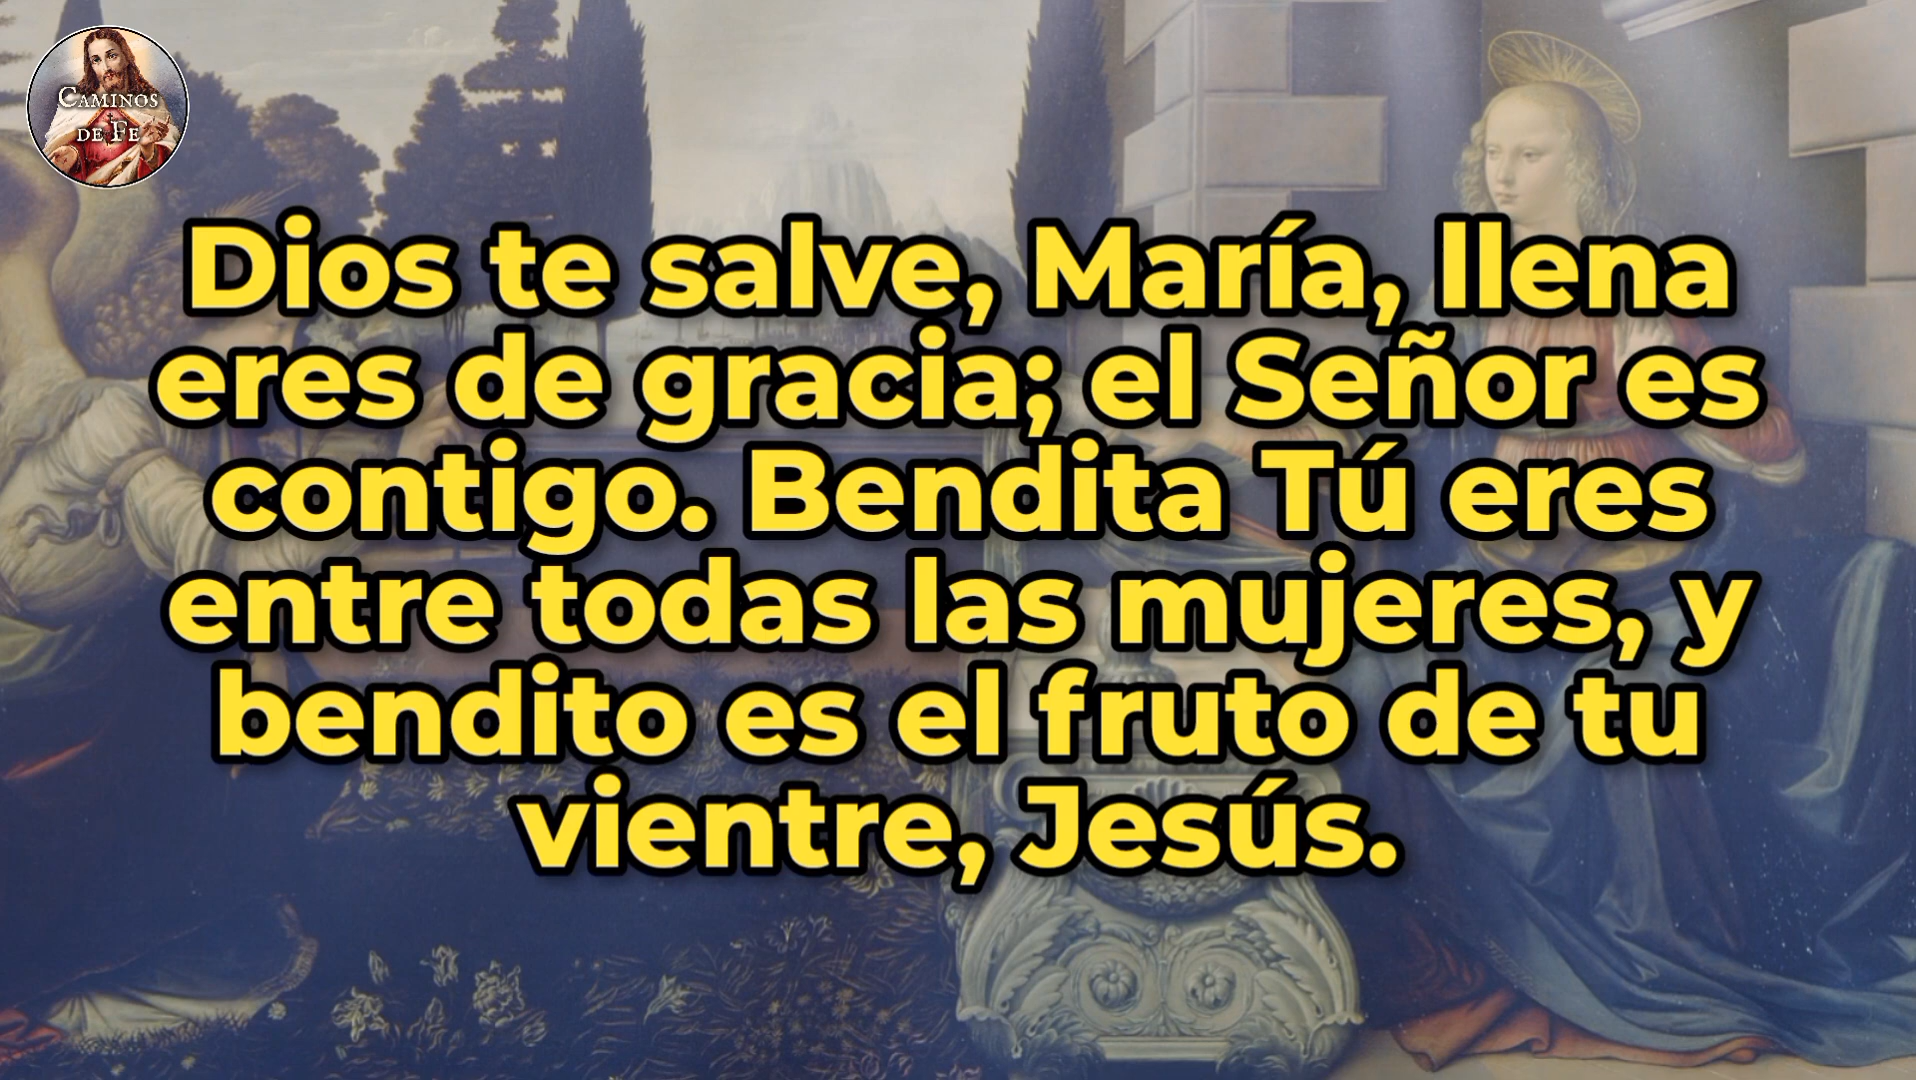 CAMINOS
DE FE
Dios te salve, María, llena
eres de gracia; el Señor es
contigo. Bendita Tú eres
entre todas las mujeres, y
bendito es el fruto de tu
vientre, Jesús.